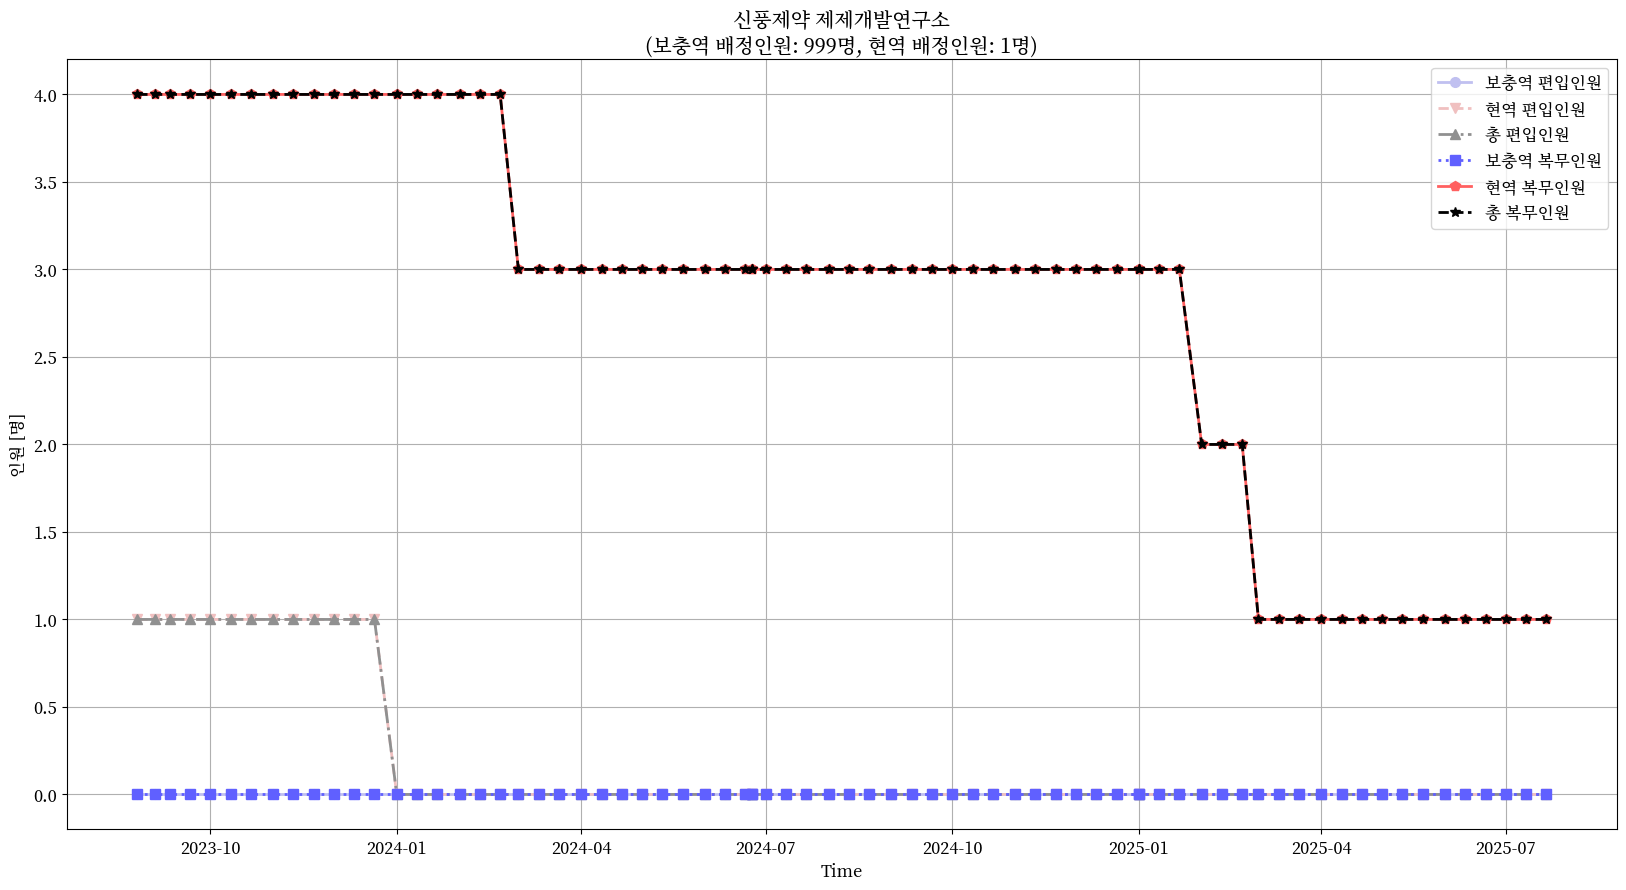 신풍제약 제제개발연구소
(보충역 배정인원: 999명, 현역 배정인원: 1명)
보충역 편입인원
현역 편입인원
총 편입인원
보충역 복무인원
현역 복무인원
총 복무인원
4.0
3.5
3.0
2.5
2.0
1.5
1.0
0.5
0.0
인원 [명]
2023-10 2024-01 2024-04 2024-07 2024-10 2025-01 2025-04 2025-07
Time